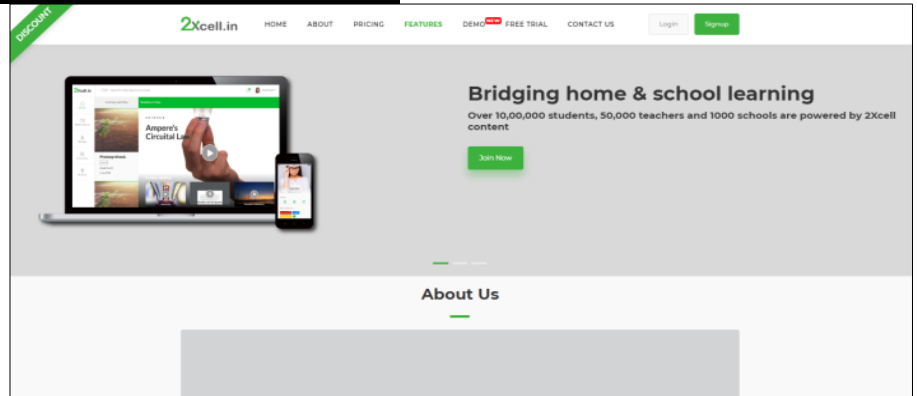 DISCOUNT
2Xcell.in
HOME ABOUT PRICING FEATURES DEMO NEW FREE TRIAL CONTACT US Login Signup
Bridging home & school learning
Over 10,00,000 students, 50,000 teachers and 1000 schools are powered by 2Xcell
content
Join Now
Ampere's
Circuital Law
About Us